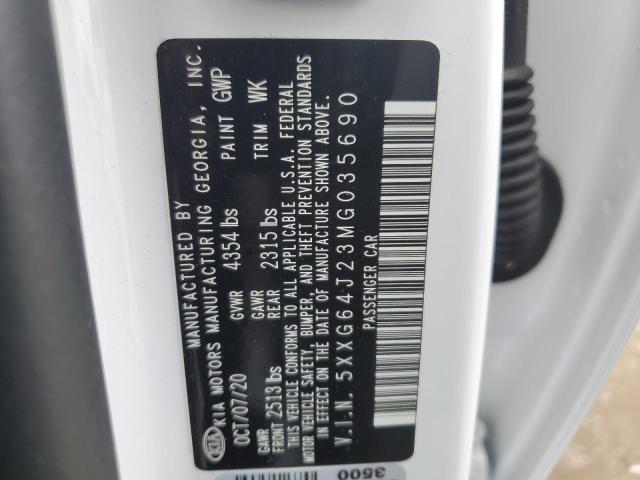 MANUFACTURED BY
KIA KIA MOTORS MANUFACTURING GEORGIA, INC.
OCT/07/20 GVWR 4354 lbs PAINT GWP
GAWR FRONT 2513 lbs GAWR REAR 2315 lbs TRIM WK
THIS VEHICLE CONFORMS TO ALL APPLICABLE U.S.A. FEDERAL
MOTOR VEHICLE SAFETY, BUMPER, AND THEFT PREVENTION STANDARDS
IN EFFECT ON THE DATE OF MANUFACTURE SHOWN ABOVE.
V.I.N. 5XXG64J23MG035690
PASSENGER CAR
3500